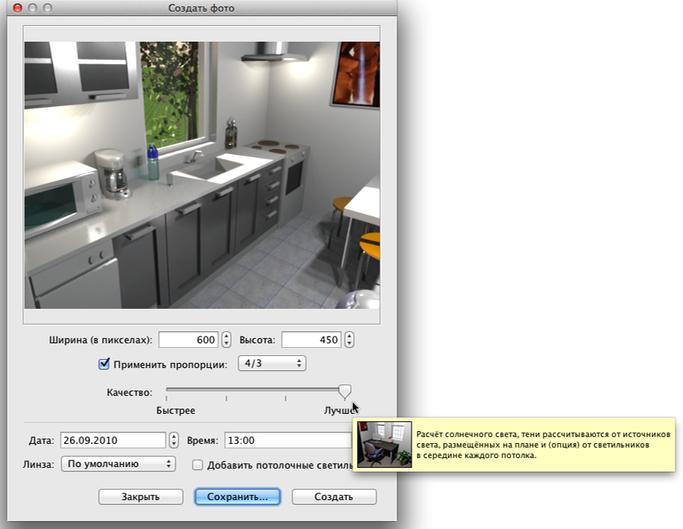 Создать фото
Ширина (в пикселах): 600 Высота: 450
Применить пропорции: 4/3
Качество:
Быстрее Лучше
Расчёт солнечного света, тени рассчитываются от источников
света, размещённых на плане и (опция) от светильников
в середине каждого потолка.
Дата: 26.09.2010 Время: 13:00
Линза: По умолчанию Добавить потолочные
Закрыть Сохранить... Создать